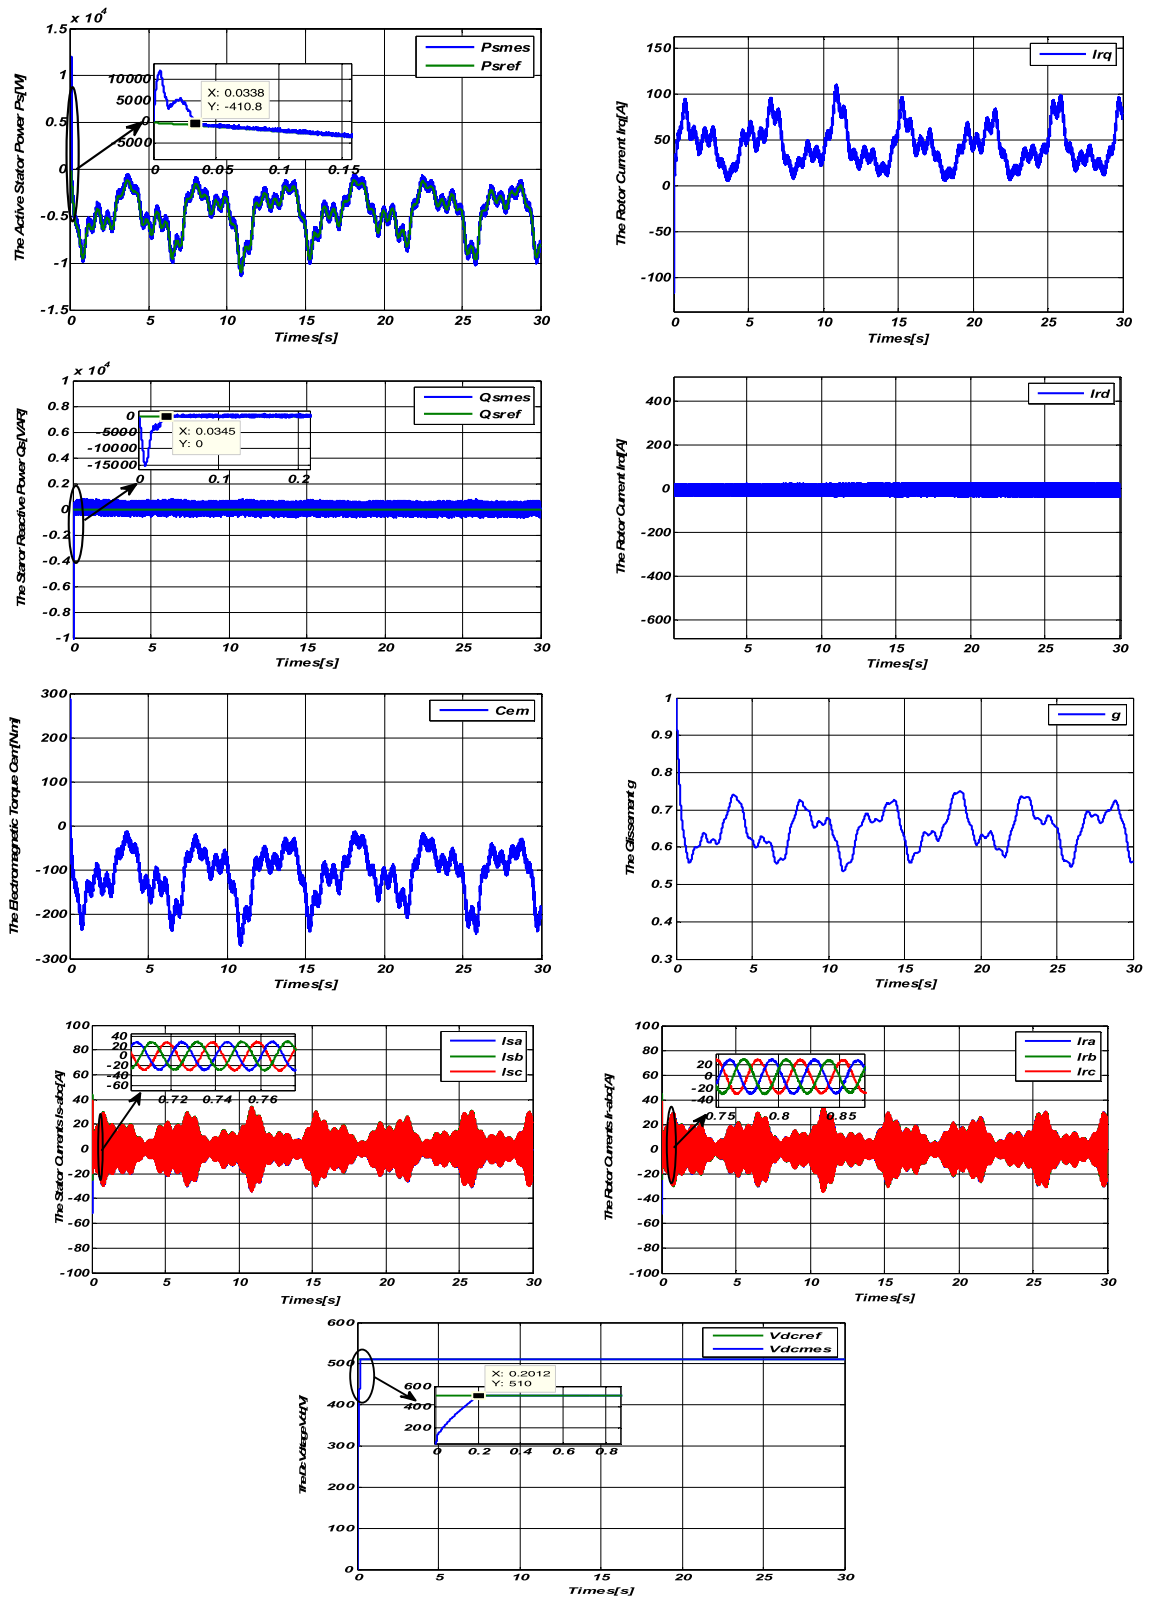 x 10⁴
1.5
1
0.5
0
-0.5
-1
-1.5
0 5 10 15 20 25 30
Times[s]
The Active Stator Power Ps[W]
Psmes
Psref
10000
5000
0
-5000
0 0.05 0.1 0.15
X: 0.0338
Y: -410.8
150
100
50
0
-50
-100
0 5 10 15 20 25 30
Times[s]
The Rotor Current Irq[A]
Irq
x 10⁴
1
0.8
0.6
0.4
0.2
0
-0.2
-0.4
-0.6
-0.8
-1
5 10 15 20 25 30
Times[s]
The Staror Reactive Power Qs[VAR]
Qsmes
Qsref
0
-5000
-10000
-15000
0 0.1 0.2
X: 0.0345
Y: 0
400
200
0
-200
-400
-600
5 10 15 20 25 30
Times[s]
The Rotor Current Ird[A]
Ird
300
200
100
0
-100
-200
-300
0 5 10 15 20 25 30
Times[s]
The Electromagnetic Torque Cem[N.m]
Cem
1
0.9
0.8
0.7
0.6
0.5
0.4
0.3
0 5 10 15 20 25 30
Times[s]
The Glissement g
g
100
80
60
40
20
0
-20
-40
-60
-80
-100
0 5 10 15 20 25 30
Times[s]
The Stator Currents Is-abc[A]
Isa
Isb
Isc
40
20
0
-20
-40
-60
0.72 0.74 0.76
100
80
60
40
20
0
-20
-40
-60
-80
-100
0 5 10 15 20 25 30
Times[s]
The Rotor Currents Ir-abc[A]
Ira
Irb
Irc
20
0
-20
-40
0.75 0.8 0.85
600
500
400
300
200
100
0
0 5 10 15 20 25 30
Times[s]
The Dc Voltage Vdc[V]
Vdcref
Vdcmes
600
400
200
0 0.2 0.4 0.6 0.8
X: 0.2012
Y: 510